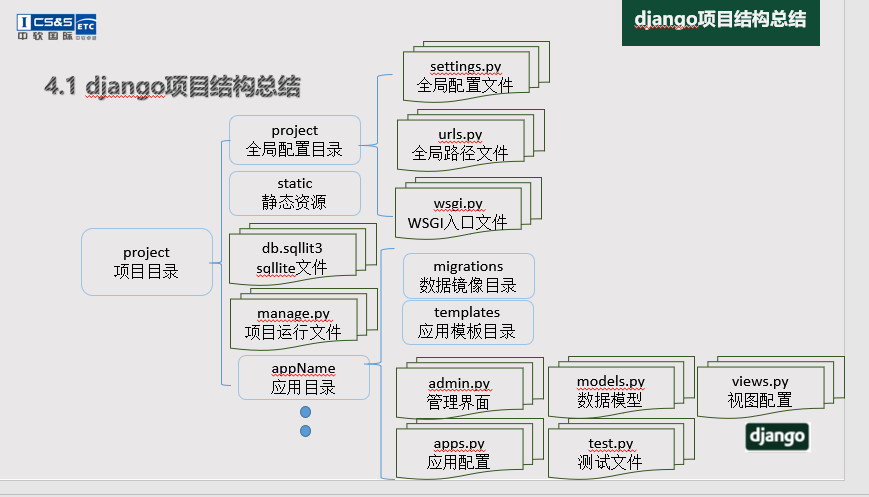 CS&S ETC
中软国际
django项目结构总结
4.1 django项目结构总结
project
项目目录
project
全局配置目录
static
静态资源
db.sqllit3
sqllite文件
manage.py
项目运行文件
appName
应用目录
settings.py
全局配置文件
urls.py
全局路径文件
wsgi.py
WSGI入口文件
migrations
数据镜像目录
templates
应用模板目录
admin.py
管理界面
models.py
数据模型
views.py
视图配置
apps.py
应用配置
test.py
测试文件
django